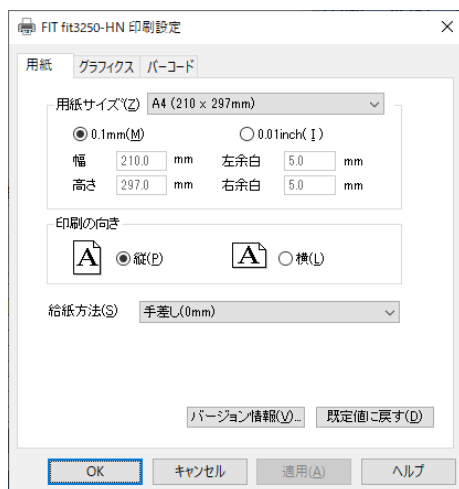 FIT fit3250-HN 印刷設定
用紙 グラフィクス バーコード
用紙サイズ(Z) A4 (210 x 297mm)
0.1mm(M) 0.01inch( I )
幅 210.0 mm 左余白 5.0 mm
高さ 297.0 mm 右余白 5.0 mm
印刷の向き
A 縦(P) A 横(L)
給紙方法(S) 手差し(0mm)
バージョン情報(V)... 既定値に戻す(D)
OK キャンセル 適用(A) ヘルプ